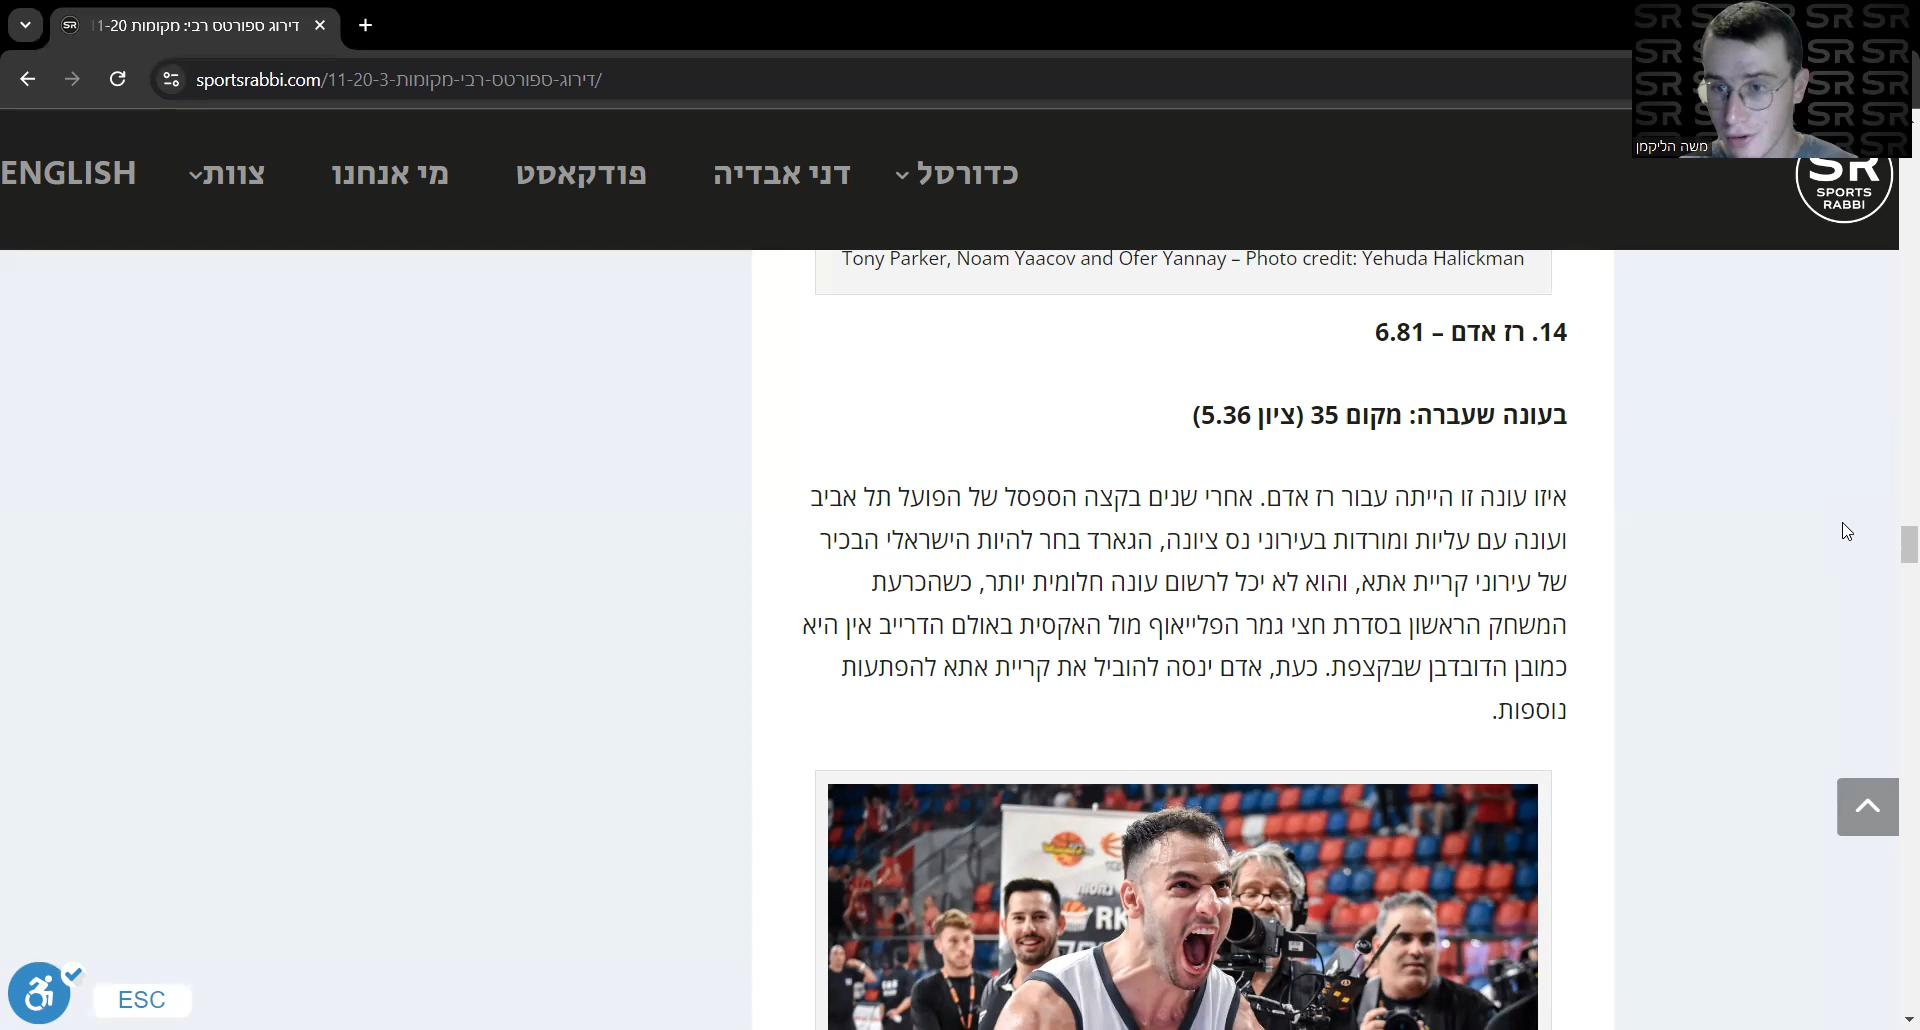 דירוג ספורטס רבי: מקומות 11-20
sportsrabbi.com/דירוג-ספורטס-רבי-מקומות-11-20-3/
SR SR SR SR
משה הליקמן
SR
SPORTS
RABBI
כדורסל
דני אבדיה
פודקאסט
מי אנחנו
צוות
ENGLISH
Tony Parker, Noam Yaacov and Ofer Yannay – Photo credit: Yehuda Halickman
14. רז אדם – 6.81
בעונה שעברה: מקום 35 (ציון 5.36)
איזו עונה זו הייתה עבור רז אדם. אחרי שנים בקצה הספסל של הפועל תל אביב
ועונה עם עליות ומורדות בעירוני נס ציונה, הגארד בחר להיות הישראלי הבכיר
של עירוני קריית אתא, והוא לא יכל לרשום עונה חלומית יותר, כשהכרעת
המשחק הראשון בסדרת חצי גמר הפלייאוף מול האקסית באולם הדרייב אין היא
כמובן הדובדבן שבקצפת. כעת, אדם ינסה להוביל את קריית אתא להפתעות
נוספות.
ESC